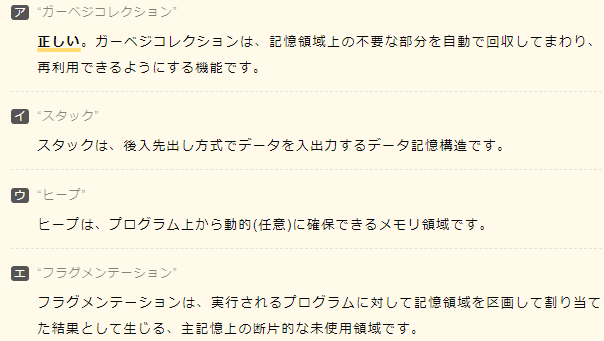 ア “ガーベジコレクション”
正しい。ガーベジコレクションは、記憶領域上の不要な部分を自動で回収してまわり、
再利用できるようにする機能です。
イ “スタック”
スタックは、後入先出し方式でデータを入出力するデータ記憶構造です。
ウ “ヒープ”
ヒープは、プログラム上から動的(任意)に確保できるメモリ領域です。
エ “フラグメンテーション”
フラグメンテーションは、実行されるプログラムに対して記憶領域を区画して割り当て
た結果として生じる、主記憶上の断片的な未使用領域です。